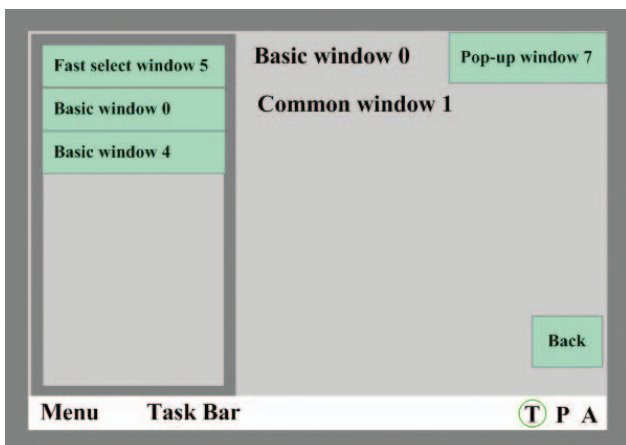 Fast select window 5
Basic window 0
Basic window 4
Basic window 0
Pop-up window 7
Common window 1
Back
Menu Task Bar T P A